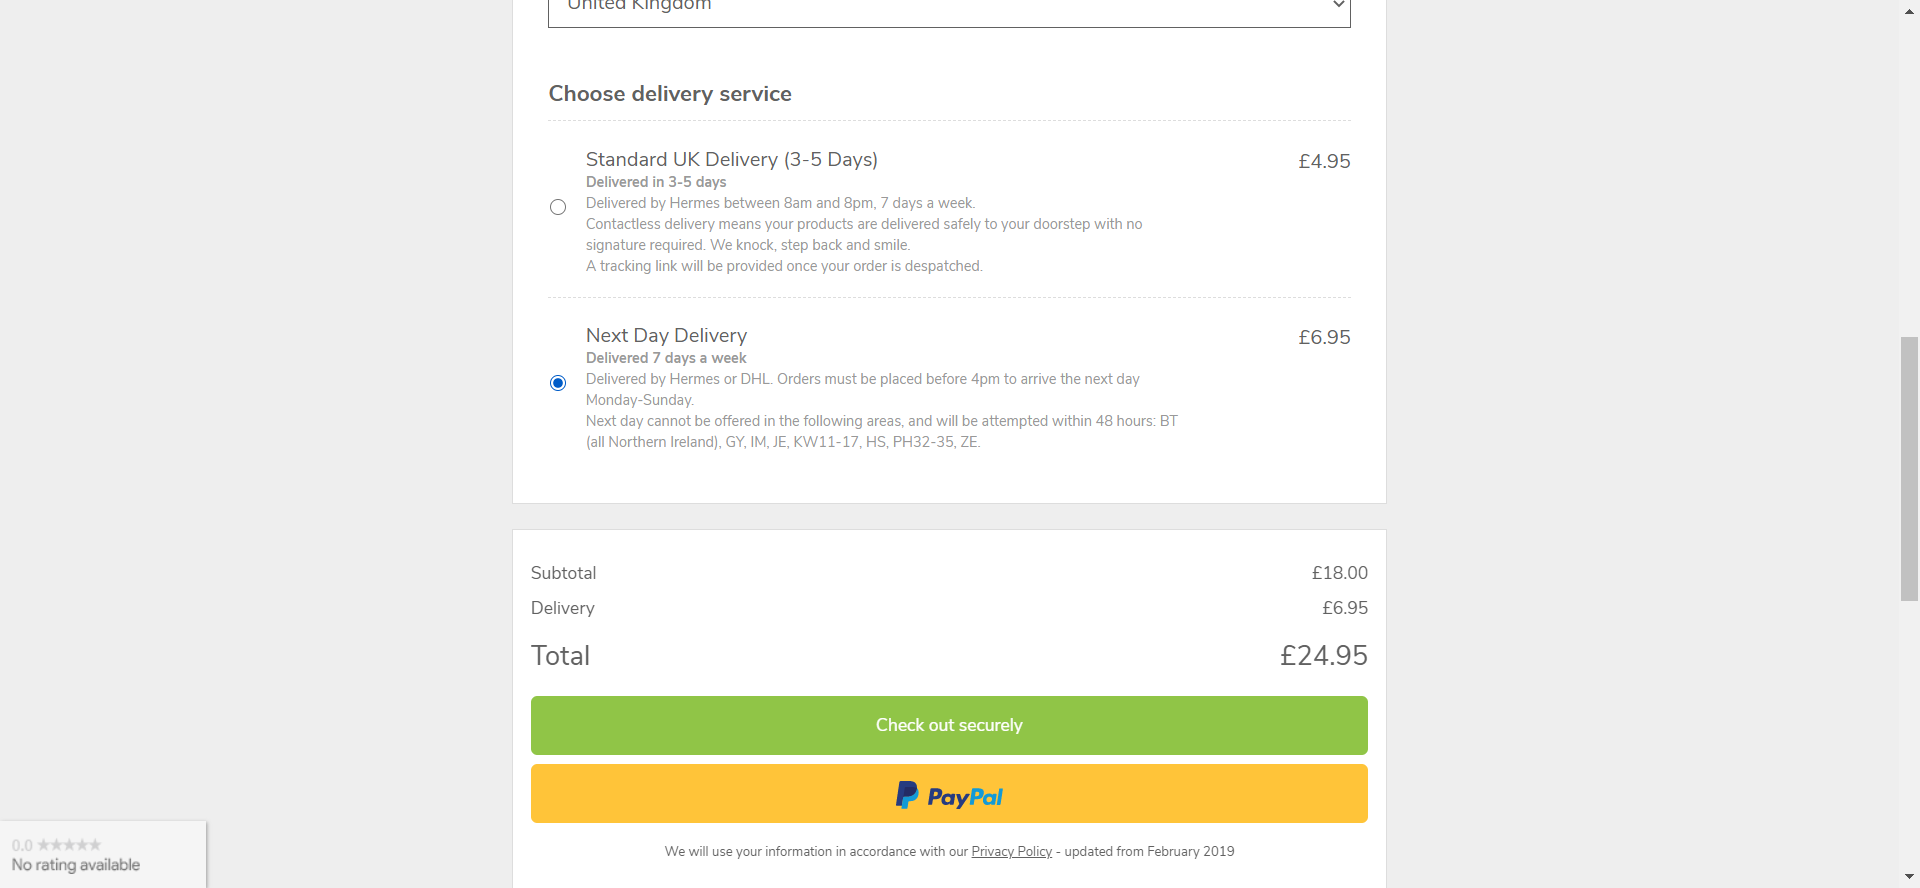 United Kingdom
Choose delivery service
Standard UK Delivery (3-5 Days)
£4.95
Delivered in 3-5 days
Delivered by Hermes between 8am and 8pm, 7 days a week.
Contactless delivery means your products are delivered safely to your doorstep with no
signature required. We knock, step back and smile.
A tracking link will be provided once your order is despatched.
Next Day Delivery
£6.95
Delivered 7 days a week
Delivered by Hermes or DHL. Orders must be placed before 4pm to arrive the next day
Monday-Sunday.
Next day cannot be offered in the following areas, and will be attempted within 48 hours: BT
(all Northern Ireland), GY, IM, JE, KW11-17, HS, PH32-35, ZE.
Subtotal
£18.00
Delivery
£6.95
Total
£24.95
Check out securely
PayPal
We will use your information in accordance with our Privacy Policy - updated from February 2019
0.0
No rating available